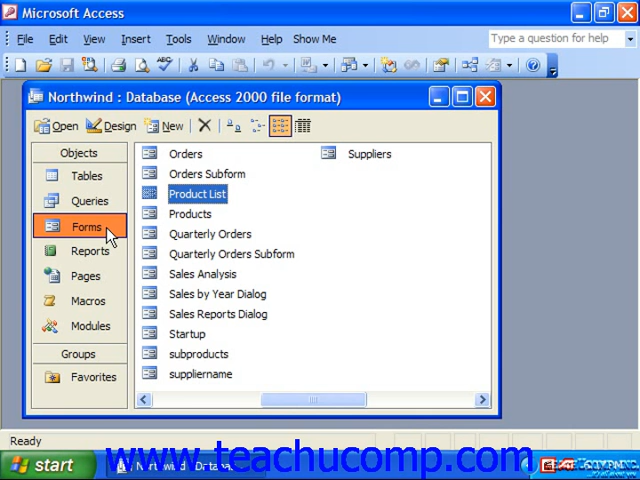 Microsoft Access
File Edit View Insert Tools Window Help Show Me Type a question for help
Northwind : Database (Access 2000 file format)
Open Design New
Objects
Tables
Queries
Forms
Reports
Pages
Macros
Modules
Groups
Favorites
Orders
Orders Subform
Product List
Products
Quarterly Orders
Quarterly Orders Subform
Sales Analysis
Sales by Year Dialog
Sales Reports Dialog
Startup
subproducts
suppliername
Suppliers
Ready
start
www.teachucomp.com